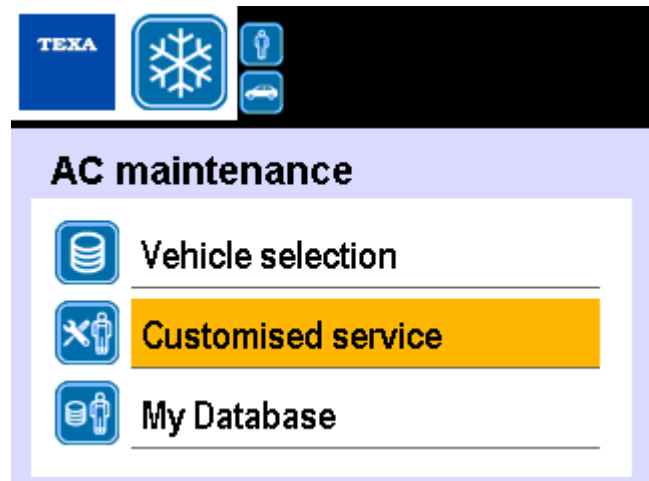 TEXA
AC maintenance
Vehicle selection
Customised service
My Database